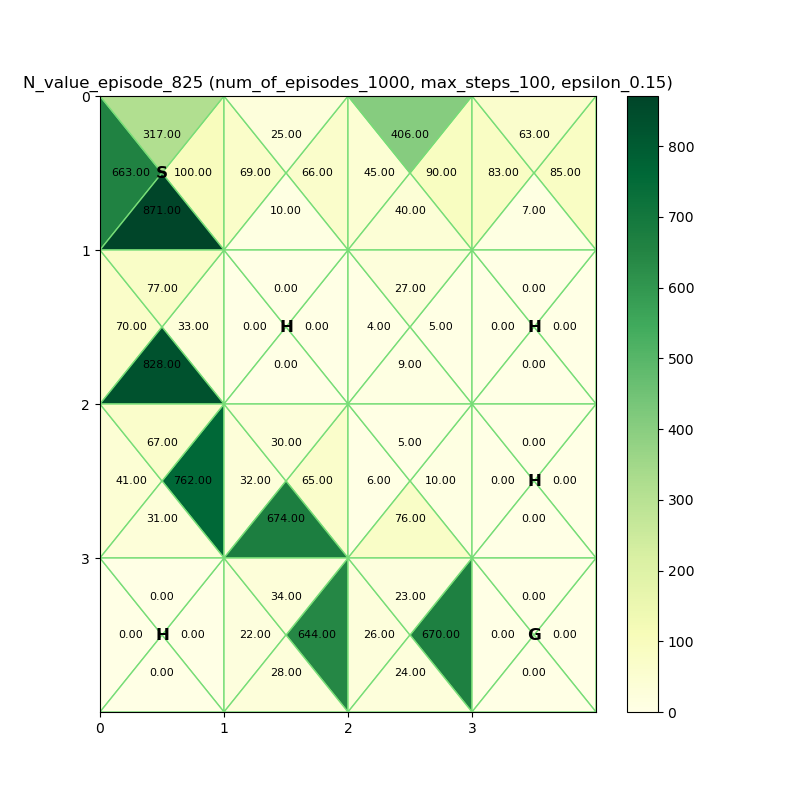 N_value_episode_825 (num_of_episodes_1000, max_steps_100, epsilon_0.15)
0
317.00 25.00 406.00 63.00
663.00 S 100.00 69.00 66.00 45.00 90.00 83.00 85.00
871.00 10.00 40.00 7.00
1
77.00 0.00 27.00 0.00
70.00 33.00 0.00 H 0.00 4.00 5.00 0.00 H 0.00
828.00 0.00 9.00 0.00
2
67.00 30.00 5.00 0.00
41.00 762.00 32.00 65.00 6.00 10.00 0.00 H 0.00
31.00 674.00 76.00 0.00
3
0.00 34.00 23.00 0.00
0.00 H 0.00 22.00 644.00 26.00 670.00 0.00 G 0.00
0.00 28.00 24.00 0.00
0 1 2 3
800
700
600
500
400
300
200
100
0